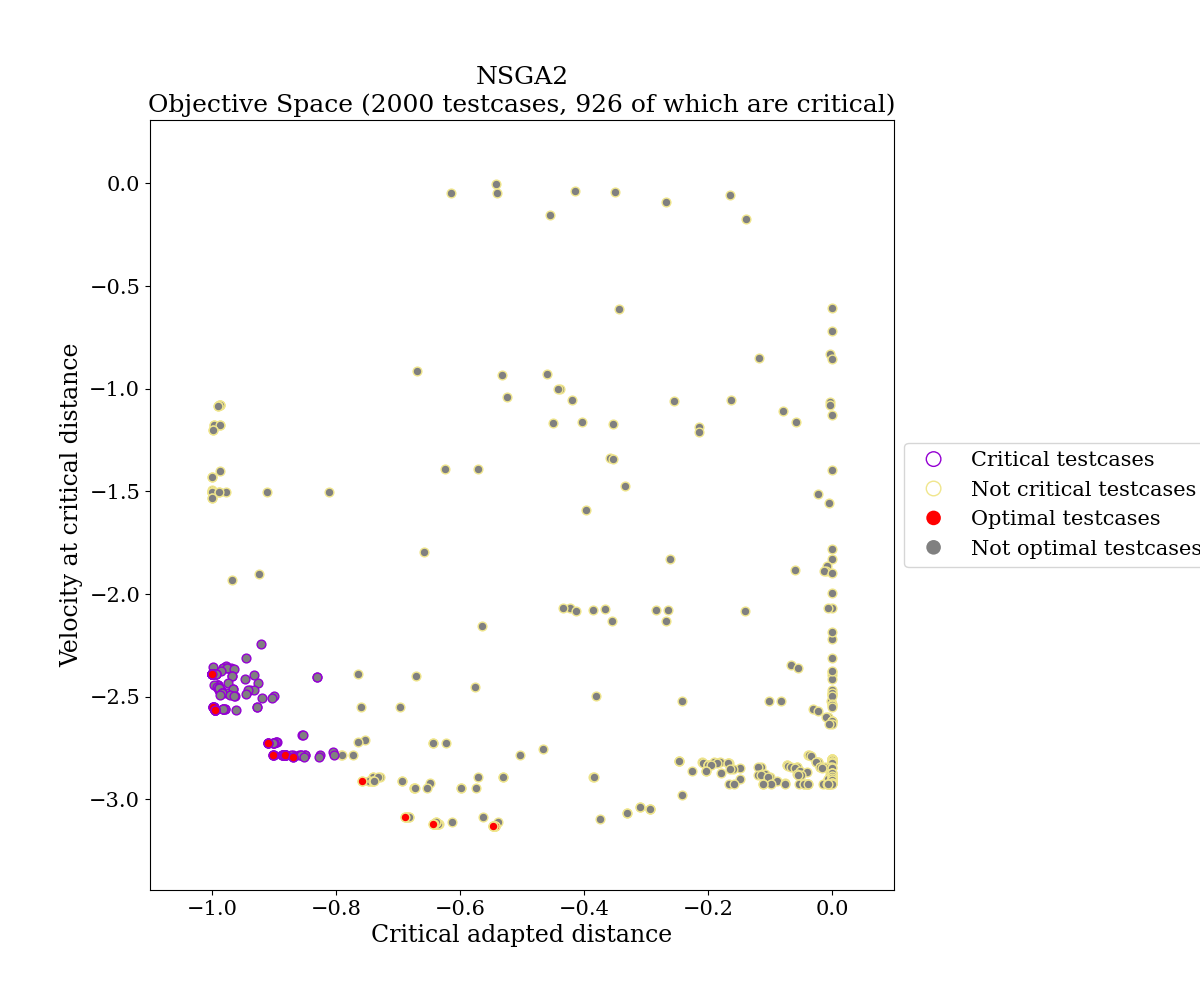 NSGA2
Objective Space (2000 testcases, 926 of which are critical)
0.0
−0.5
−1.0
−1.5
−2.0
−2.5
−3.0
Velocity at critical distance
−1.0
−0.8
−0.6
−0.4
−0.2
0.0
Critical adapted distance
Critical testcases
Not critical testcases
Optimal testcases
Not optimal testcases